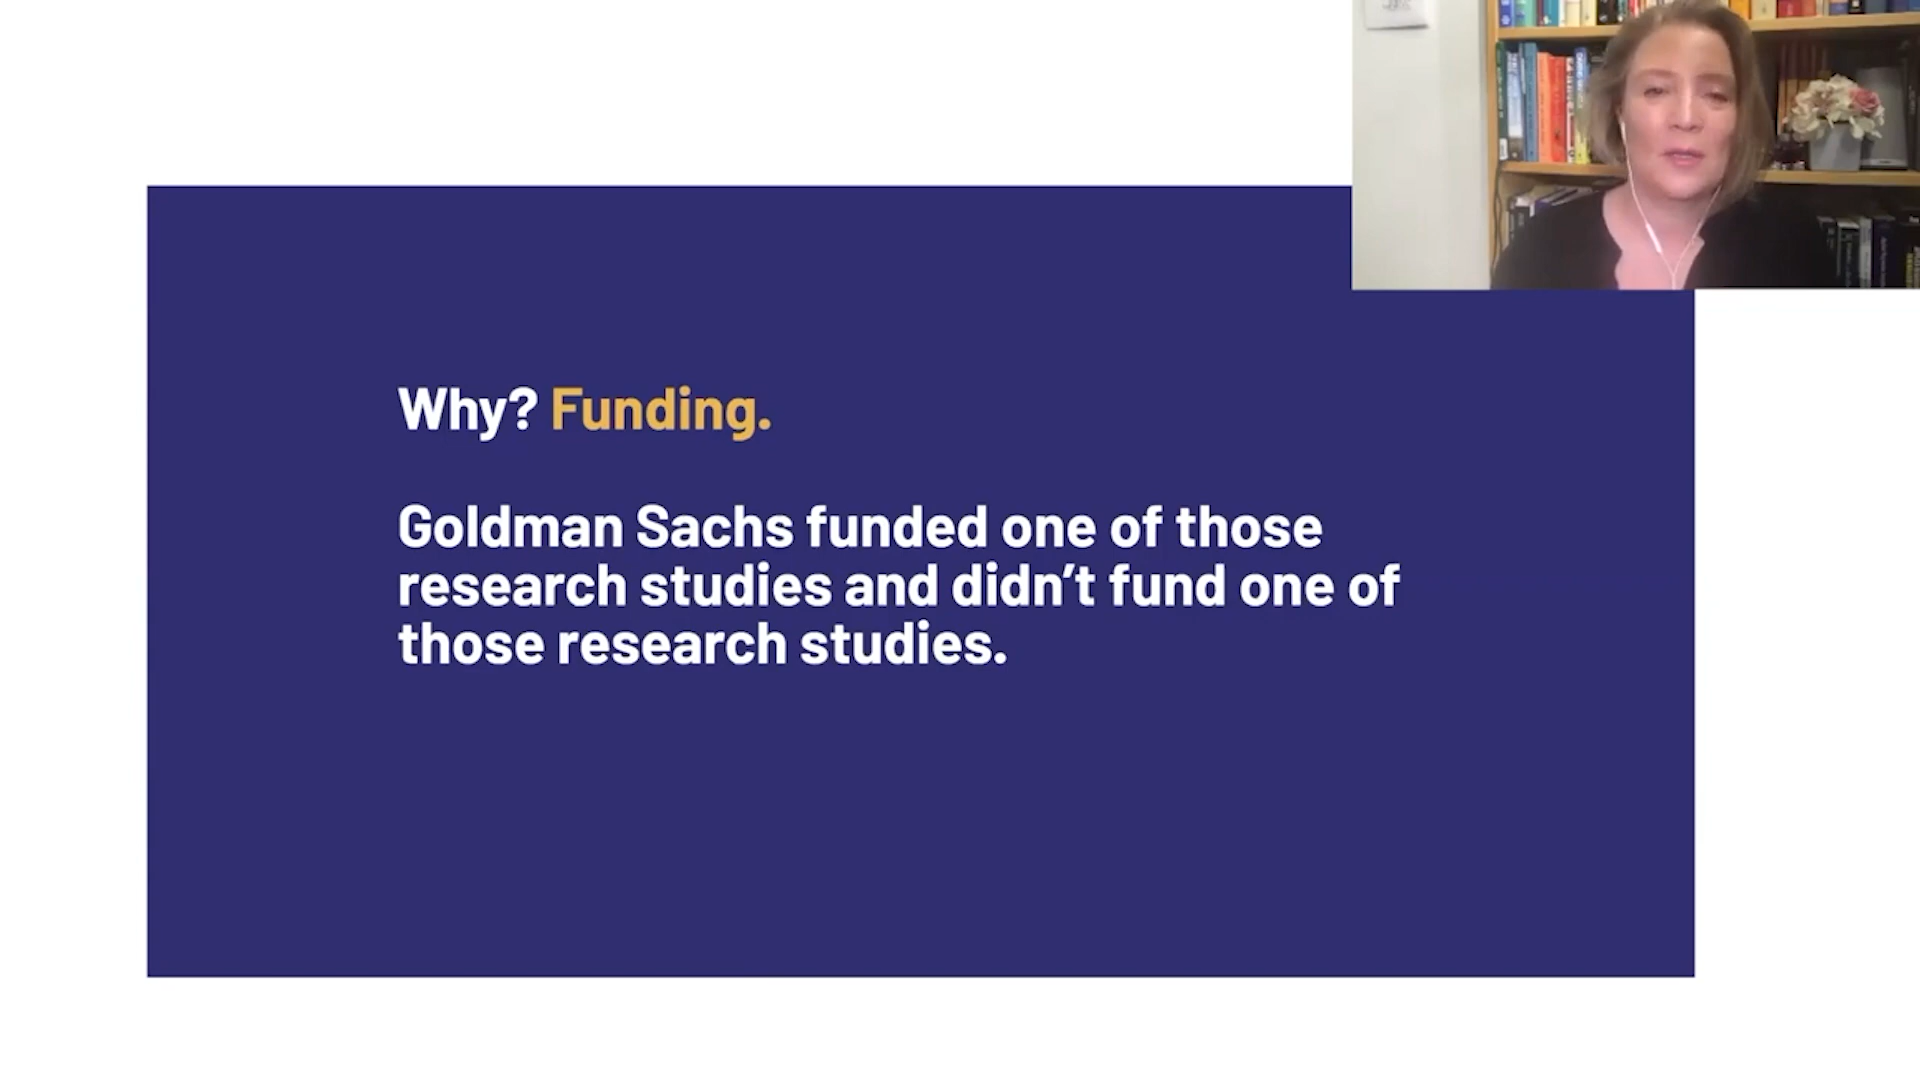 Why? Funding.
Goldman Sachs funded one of those
research studies and didn’t fund one of
those research studies.